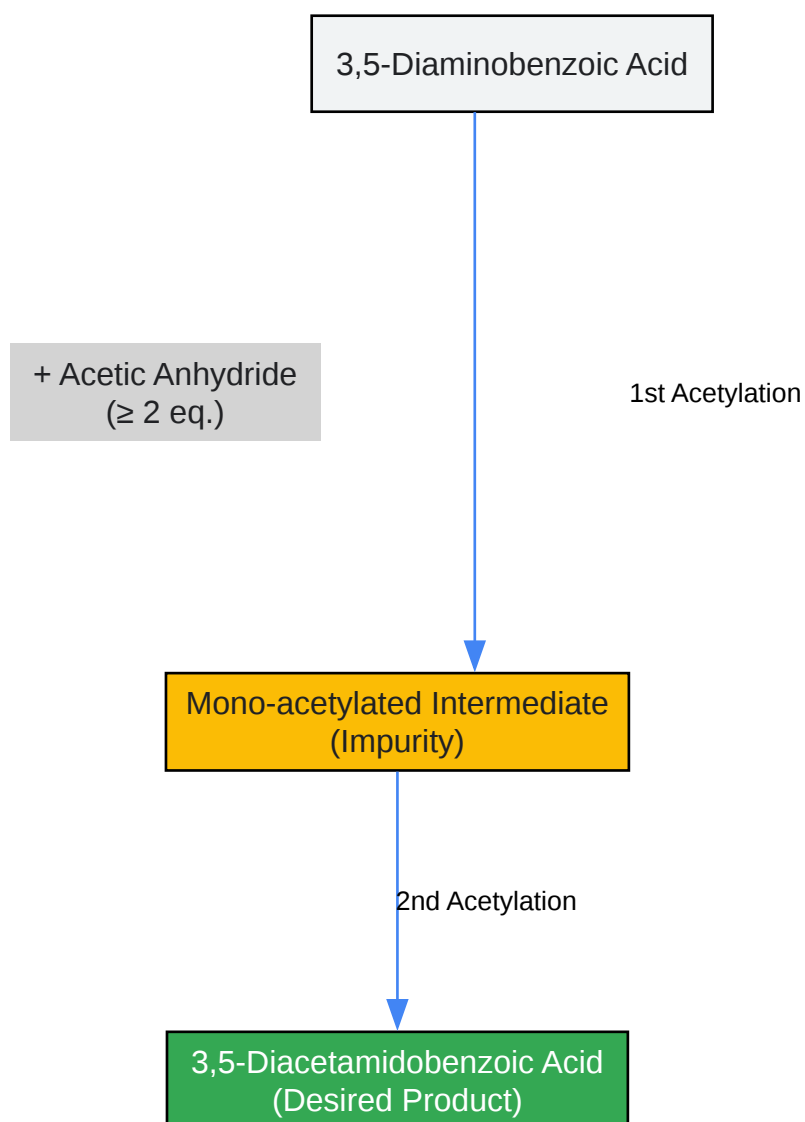 3,5-Diaminobenzoic Acid
+ Acetic Anhydride
(≥ 2 eq.)
1st Acetylation
Mono-acetylated Intermediate
(Impurity)
2nd Acetylation
3,5-Diacetamidobenzoic Acid
(Desired Product)